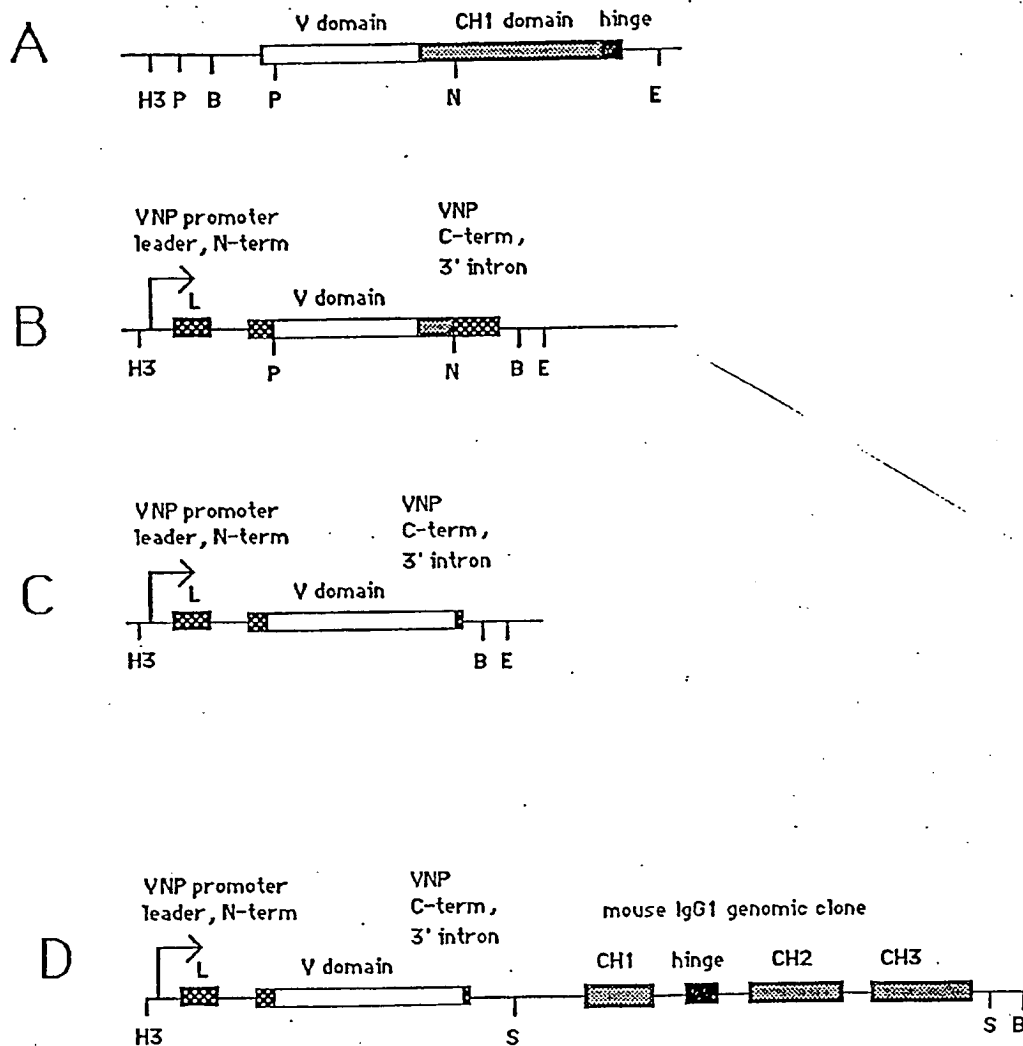 A
V domain CH1 domain hinge
H3 P B P N E
B
VNP promoter
leader, N-term
VNP
C-term,
3' intron
L
V domain
H3 P N B E
C
VNP promoter
leader, N-term
VNP
C-term,
3' intron
L
V domain
H3 B E
D
VNP promoter
leader, N-term
VNP
C-term,
3' intron
mouse IgG1 genomic clone
L
V domain
CH1 hinge CH2 CH3
H3 S S B